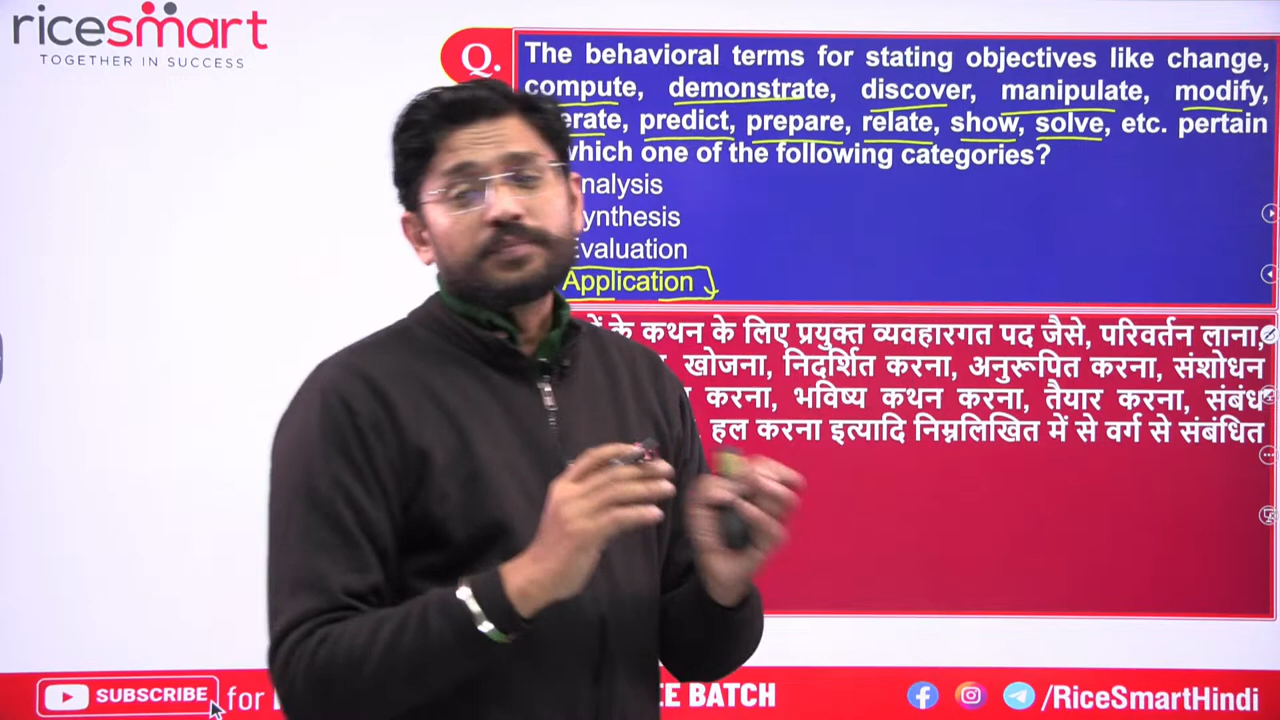 ricesmart
TOGETHER IN SUCCESS
Q.
The behavioral terms for stating objectives like change,
compute, demonstrate, discover, manipulate, modify,
predict, prepare, relate, show, solve, etc. pertain
which one of the following categories?
Application
के कथन के लिए प्रयुक्त व्यवहारगत पद जैसे, परिवर्तन लाना,
खोजना, निदर्शित करना, अनुरूपित करना, संशोधन
करना, भविष्य कथन करना, तैयार करना, संबंध
हल करना इत्यादि निम्नलिखित में से वर्ग से संबंधित
SUBSCRIBE for BATCH
/RiceSmartHindi